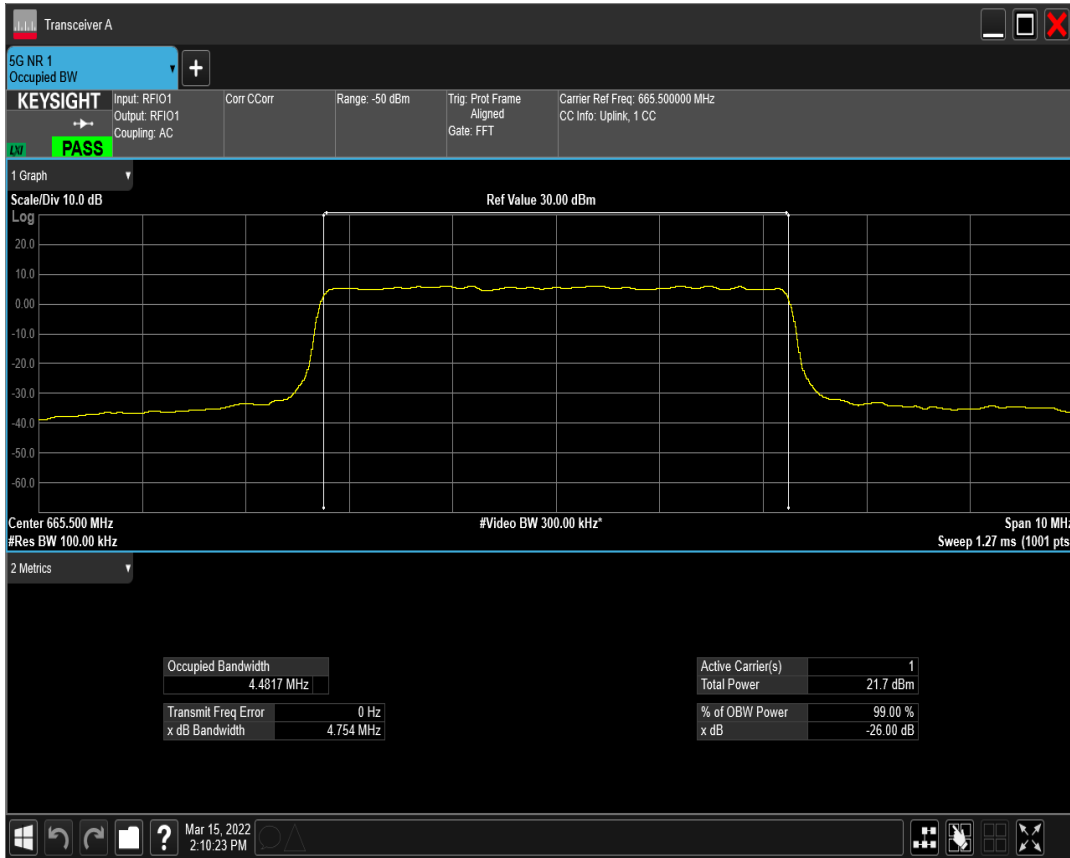 Transceiver A
5G NR 1
Occupied BW
+
KEYSIGHT
LXI
PASS
Input: RFIO1
Output: RFIO1
Coupling: AC
Corr CCorr
Range: -50 dBm
Trig: Prot Frame
Aligned
Gate: FFT
Carrier Ref Freq: 665.500000 MHz
CC Info: Uplink, 1 CC
1 Graph
Scale/Div 10.0 dB
Ref Value 30.00 dBm
Log
20.0
10.0
0.00
-10.0
-20.0
-30.0
-40.0
-50.0
-60.0
Center 665.500 MHz
#Video BW 300.00 kHz*
Span 10 MHz
#Res BW 100.00 kHz
Sweep 1.27 ms (1001 pts
2 Metrics
Occupied Bandwidth
4.4817 MHz
Transmit Freq Error 0 Hz
x dB Bandwidth 4.754 MHz
Active Carrier(s) 1
Total Power 21.7 dBm
% of OBW Power 99.00 %
x dB -26.00 dB
?
Mar 15, 2022
2:10:23 PM